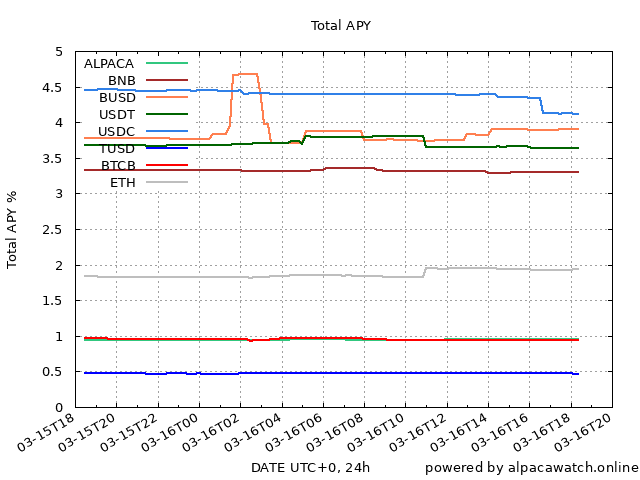 Total APY
Total APY %
5
4.5
4
3.5
3
2.5
2
1.5
1
0.5
0
ALPACA
BNB
BUSD
USDT
USDC
TUSD
BTCB
ETH
03-15T18
03-15T20
03-15T22
03-16T00
03-16T02
03-16T04
03-16T06
03-16T08
03-16T10
03-16T12
03-16T14
03-16T16
03-16T18
03-16T20
DATE UTC+0, 24h
powered by alpacawatch.online